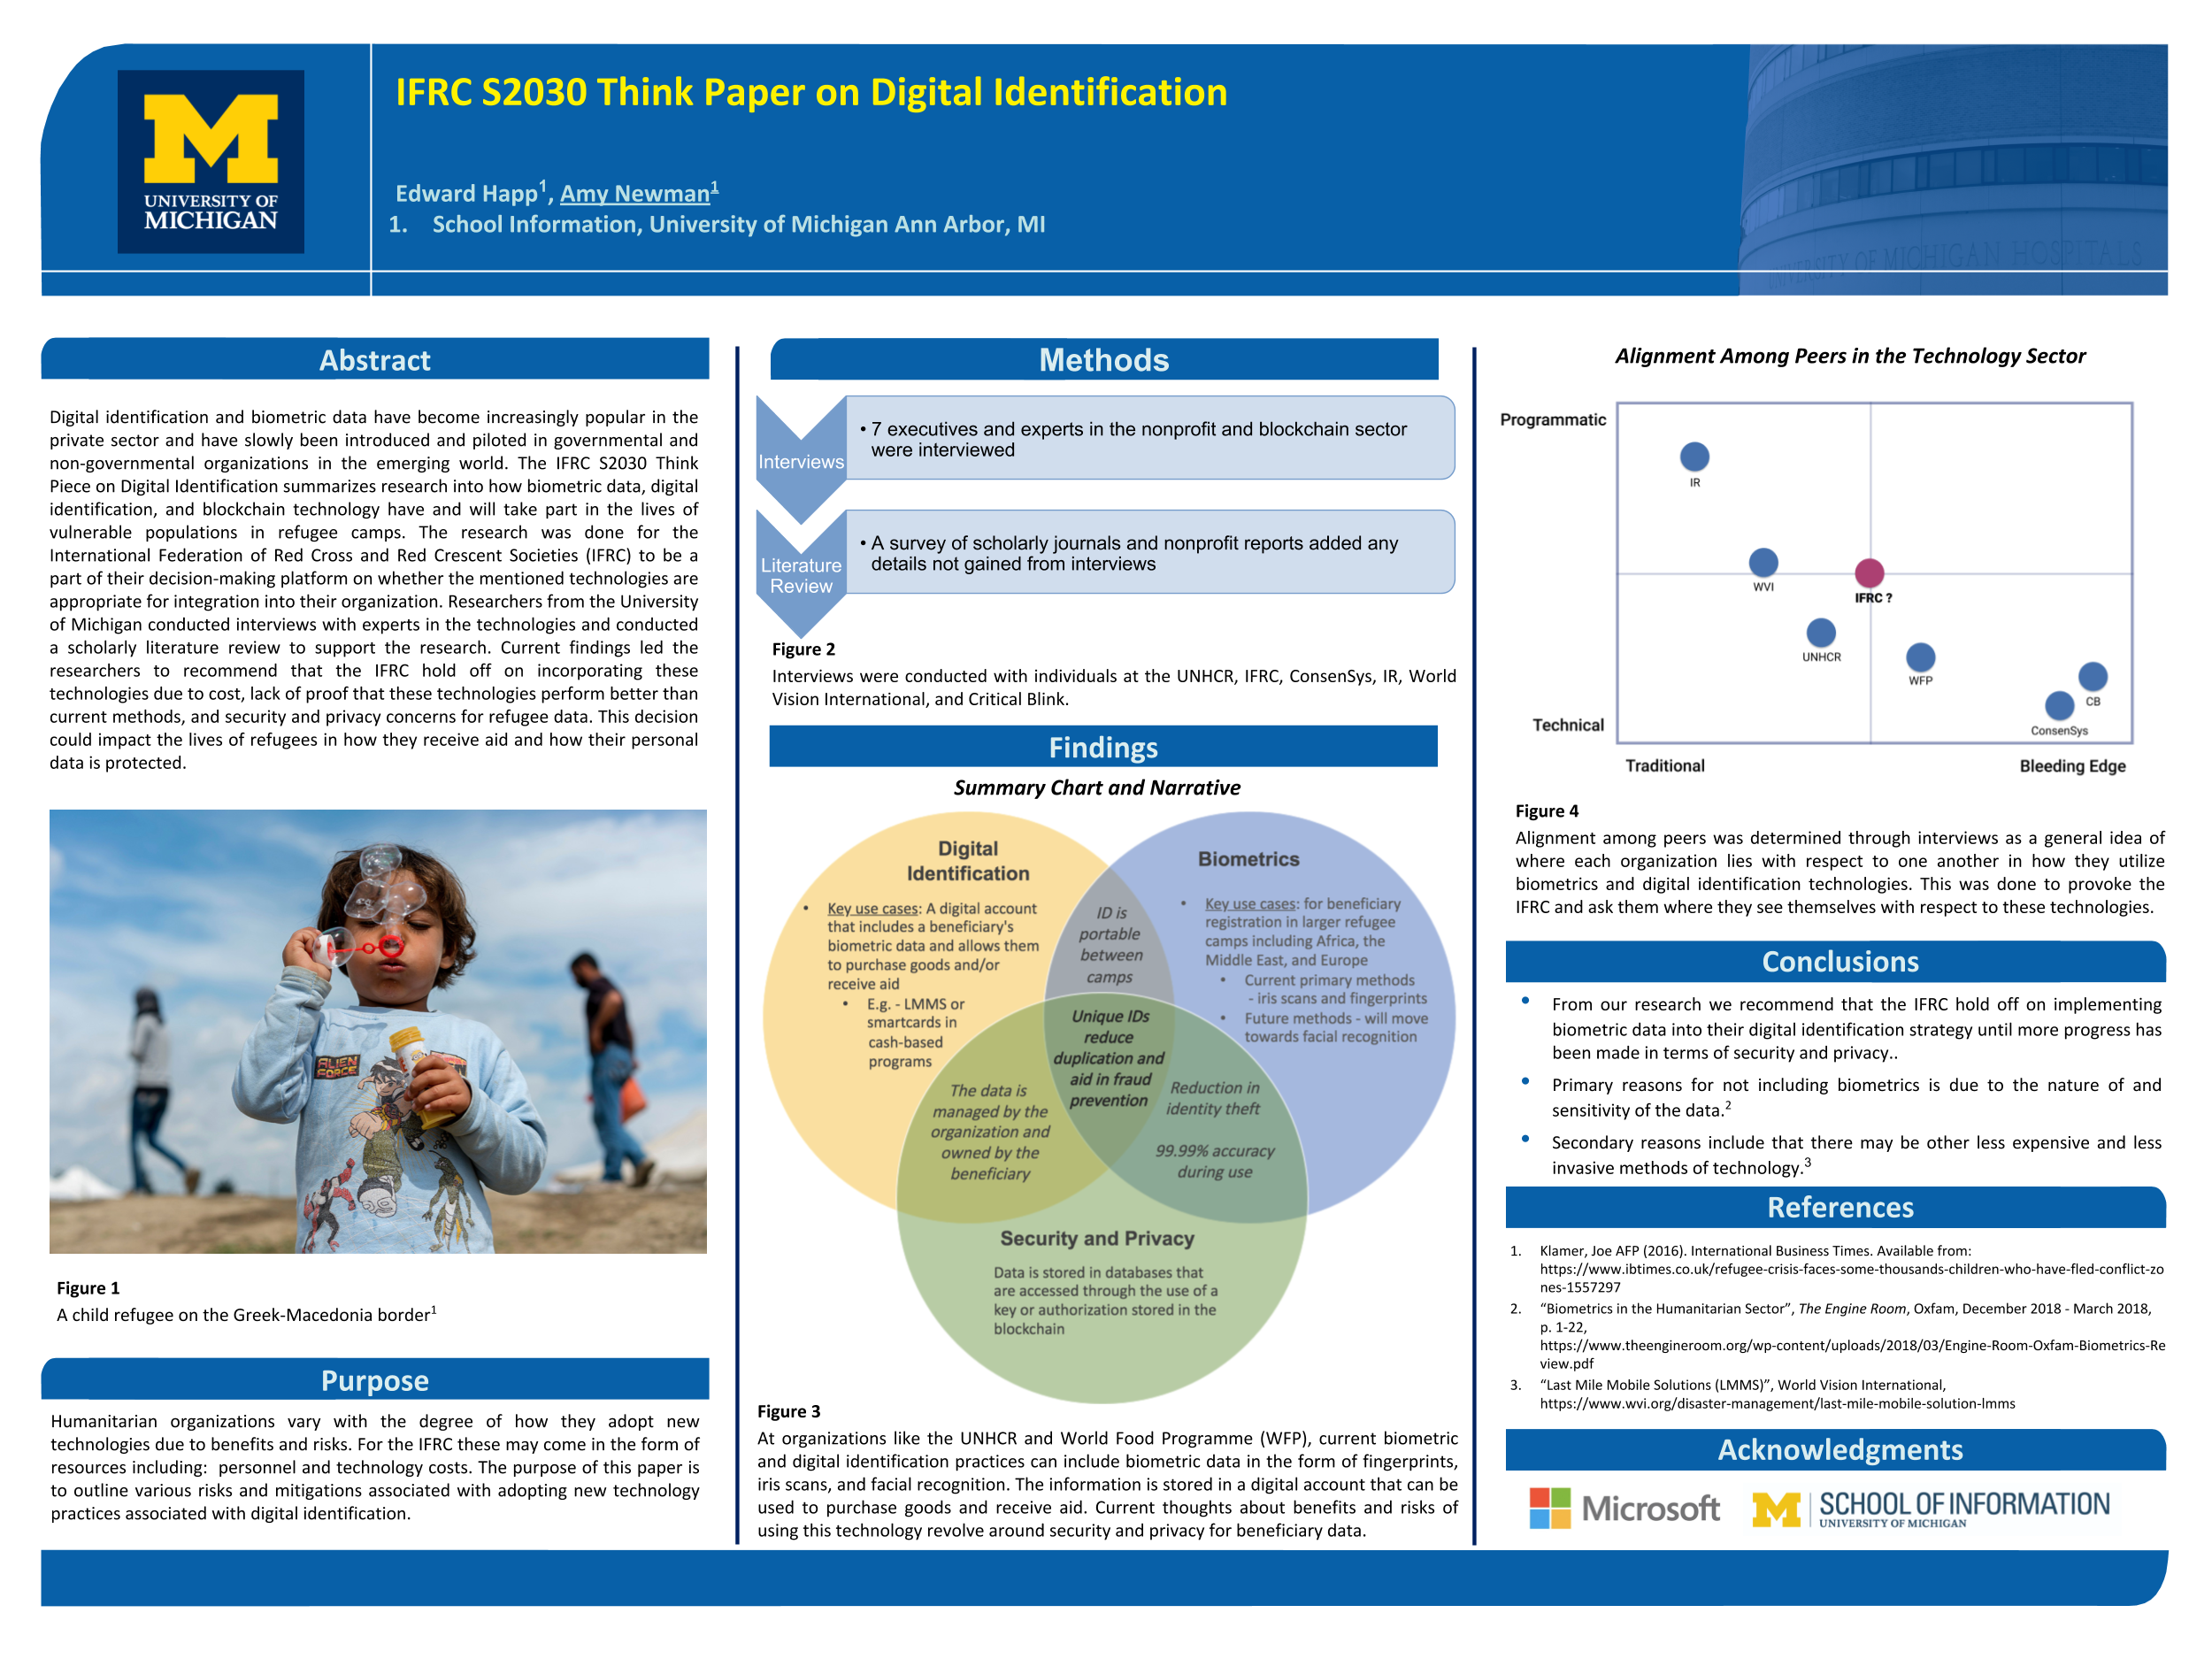 UNIVERSITY OF
MICHIGAN
IFRC S2030 Think Paper on Digital Identification
Edward Happ1, Amy Newman1
1. School Information, University of Michigan Ann Arbor, MI
UNIVERSITY OF MICHIGAN HOSPITALS
Abstract
Digital identification and biometric data have become increasingly popular in the
private sector and have slowly been introduced and piloted in governmental and
non-governmental organizations in the emerging world. The IFRC S2030 Think
Piece on Digital Identification summarizes research into how biometric data, digital
identification, and blockchain technology have and will take part in the lives of
vulnerable populations in refugee camps. The research was done for the
International Federation of Red Cross and Red Crescent Societies (IFRC) to be a
part of their decision-making platform on whether the mentioned technologies are
appropriate for integration into their organization. Researchers from the University
of Michigan conducted interviews with experts in the technologies and conducted
a scholarly literature review to support the research. Current findings led the
researchers to recommend that the IFRC hold off on incorporating these
technologies due to cost, lack of proof that these technologies perform better than
current methods, and security and privacy concerns for refugee data. This decision
could impact the lives of refugees in how they receive aid and how their personal
data is protected.
ALIEN
FORCE
Figure 1
A child refugee on the Greek-Macedonia border1
Purpose
Humanitarian organizations vary with the degree of how they adopt new
technologies due to benefits and risks. For the IFRC these may come in the form of
resources including: personnel and technology costs. The purpose of this paper is
to outline various risks and mitigations associated with adopting new technology
practices associated with digital identification.
Methods
Interviews
• 7 executives and experts in the nonprofit and blockchain sector
were interviewed
Literature
Review
• A survey of scholarly journals and nonprofit reports added any
details not gained from interviews
Figure 2
Interviews were conducted with individuals at the UNHCR, IFRC, ConsenSys, IR, World
Vision International, and Critical Blink.
Findings
Summary Chart and Narrative
Digital
Identification
• Key use cases: A digital account
that includes a beneficiary's
biometric data and allows them
to purchase goods and/or
receive aid
• E.g. - LMMS or
smartcards in
cash-based
programs
ID is
portable
between
camps
Biometrics
• Key use cases: for beneficiary
registration in larger refugee
camps including Africa, the
Middle East, and Europe
• Current primary methods
- iris scans and fingerprints
• Future methods - will move
towards facial recognition
Unique IDs
reduce
duplication and
aid in fraud
prevention
The data is
managed by the
organization and
owned by the
beneficiary
Reduction in
identity theft
99.99% accuracy
during use
Security and Privacy
Data is stored in databases that
are accessed through the use of a
key or authorization stored in the
blockchain
Figure 3
At organizations like the UNHCR and World Food Programme (WFP), current biometric
and digital identification practices can include biometric data in the form of fingerprints,
iris scans, and facial recognition. The information is stored in a digital account that can be
used to purchase goods and receive aid. Current thoughts about benefits and risks of
using this technology revolve around security and privacy for beneficiary data.
Alignment Among Peers in the Technology Sector
Programmatic
IR
WVI
IFRC ?
UNHCR
WFP
CB
ConsenSys
Technical
Traditional
Bleeding Edge
Figure 4
Alignment among peers was determined through interviews as a general idea of
where each organization lies with respect to one another in how they utilize
biometrics and digital identification technologies. This was done to provoke the
IFRC and ask them where they see themselves with respect to these technologies.
Conclusions
• From our research we recommend that the IFRC hold off on implementing
biometric data into their digital identification strategy until more progress has
been made in terms of security and privacy..
• Primary reasons for not including biometrics is due to the nature of and
sensitivity of the data.2
• Secondary reasons include that there may be other less expensive and less
invasive methods of technology.3
References
1. Klamer, Joe AFP (2016). International Business Times. Available from:
https://www.ibtimes.co.uk/refugee-crisis-faces-some-thousands-children-who-have-fled-conflict-zo
nes-1557297
2. “Biometrics in the Humanitarian Sector”, The Engine Room, Oxfam, December 2018 - March 2018,
p. 1-22,
https://www.theengineroom.org/wp-content/uploads/2018/03/Engine-Room-Oxfam-Biometrics-Re
view.pdf
3. “Last Mile Mobile Solutions (LMMS)”, World Vision International,
https://www.wvi.org/disaster-management/last-mile-mobile-solution-lmms
Acknowledgments
Microsoft
SCHOOL OF INFORMATION
UNIVERSITY OF MICHIGAN